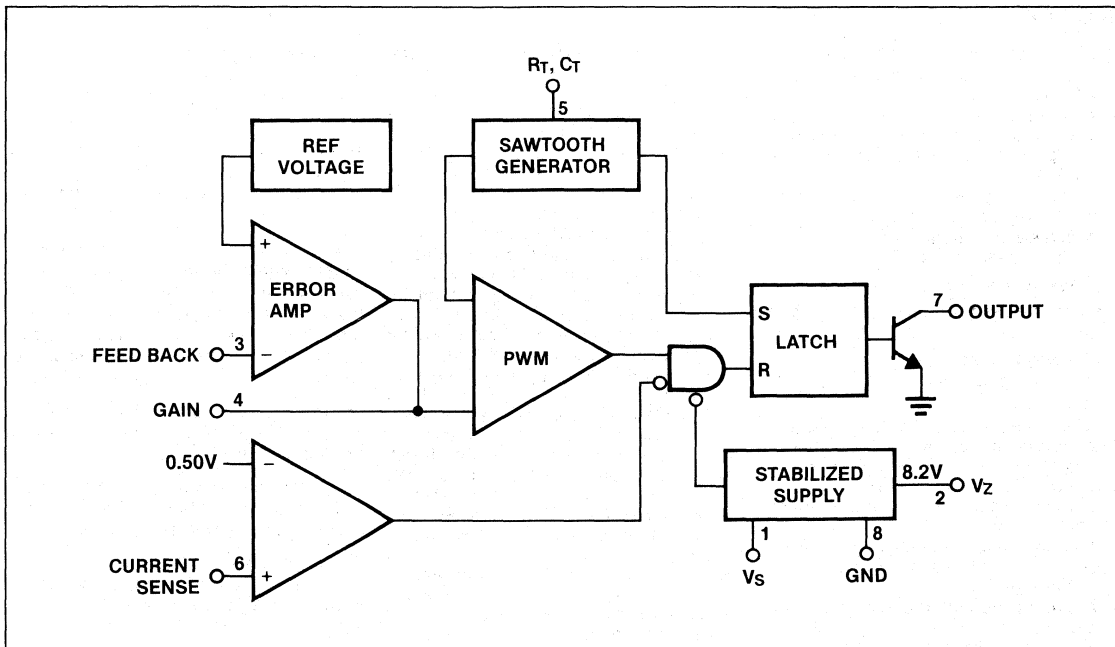 RT, CT
5
REF
VOLTAGE
SAWTOOTH
GENERATOR
+
ERROR
AMP
FEED BACK
3
−
GAIN
4
PWM
S
LATCH
R
7
OUTPUT
0.50V
−
CURRENT
SENSE
6
+
STABILIZED
SUPPLY
8.2V
2
VZ
1
8
VS
GND